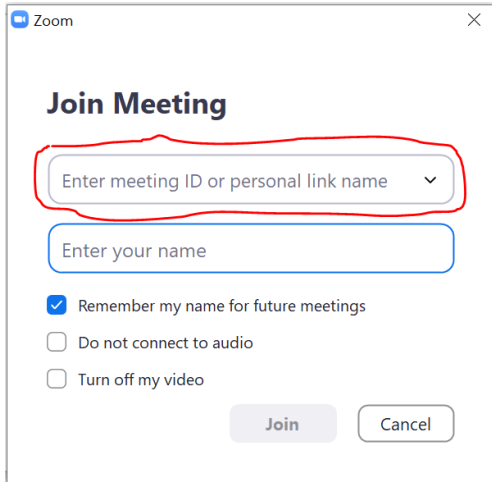 Zoom
Join Meeting
Enter meeting ID or personal link name
Enter your name
Remember my name for future meetings
Do not connect to audio
Turn off my video
Join Cancel